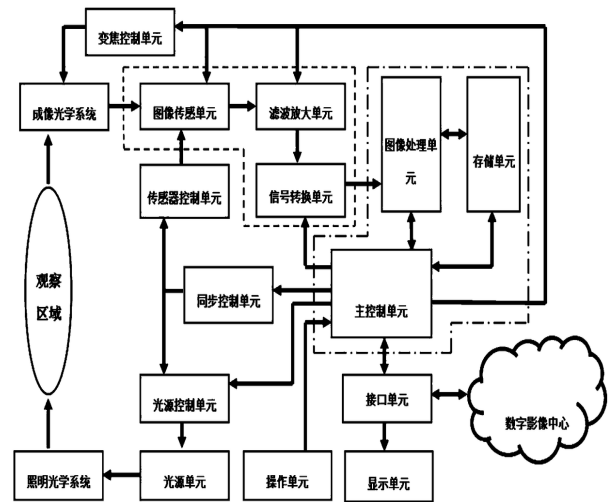 变焦控制单元
成像光学系统
图像传感单元
滤波放大单元
图像处理单
元
存储单元
传感器控制单元
信号转换单元
观察
区域
同步控制单元
主控制单元
光源控制单元
接口单元
数字影像中心
照明光学系统
光源单元
操作单元
显示单元